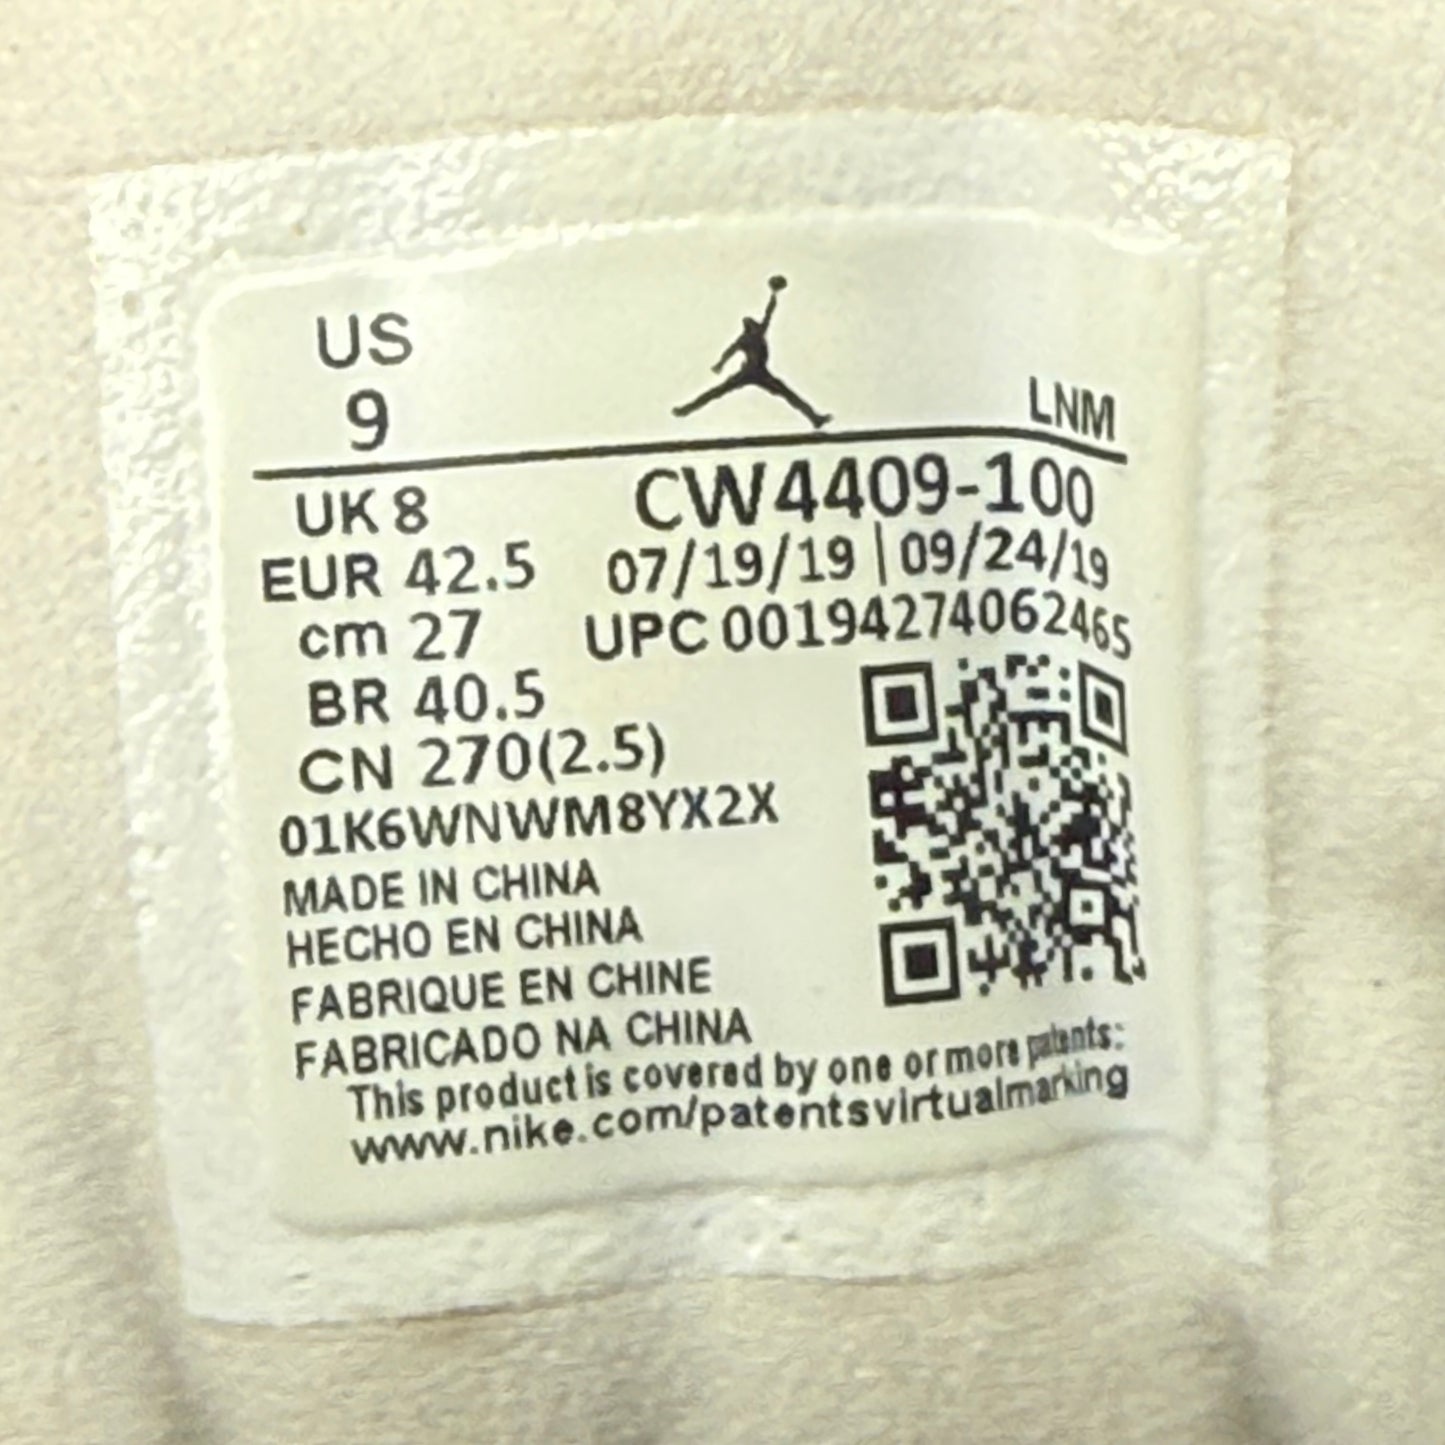 US
9
LNM
UK 8
CW4409-100
EUR 42.5
07/19/19 | 09/24/19
cm 27
UPC 00194274062465
BR 40.5
CN 270(2.5)
01K6WNWM8YX2X
MADE IN CHINA
HECHO EN CHINA
FABRIQUE EN CHINE
FABRICADO NA CHINA
This product is covered by one or more patents:
www.nike.com/patentsvirtualmarking